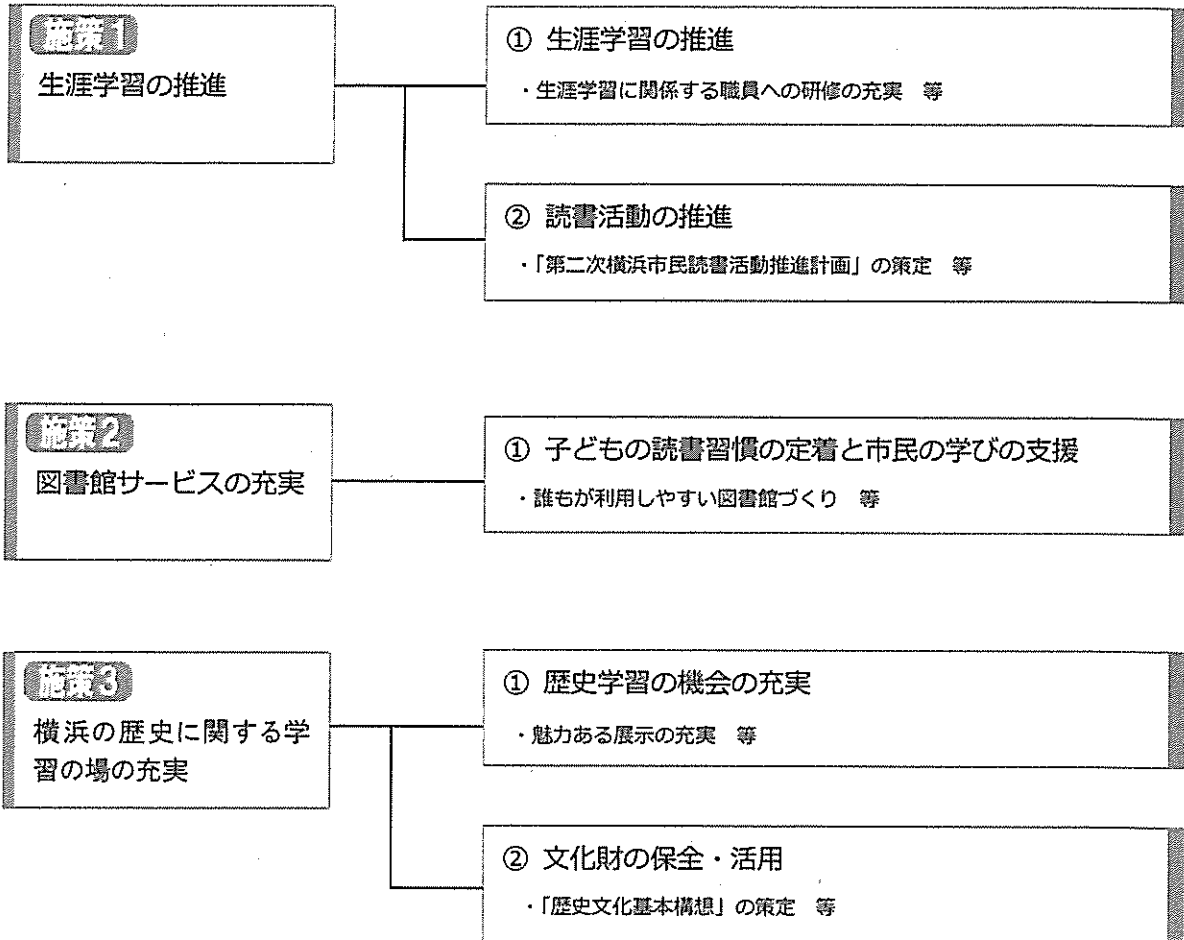 施策1
生涯学習の推進
① 生涯学習の推進
・生涯学習に関係する職員への研修の充実　等
② 読書活動の推進
・「第二次横浜市民読書活動推進計画」の策定　等
施策2
図書館サービスの充実
① 子どもの読書習慣の定着と市民の学びの支援
・誰もが利用しやすい図書館づくり　等
施策3
横浜の歴史に関する学
習の場の充実
① 歴史学習の機会の充実
・魅力ある展示の充実　等
② 文化財の保全・活用
・「歴史文化基本構想」の策定　等